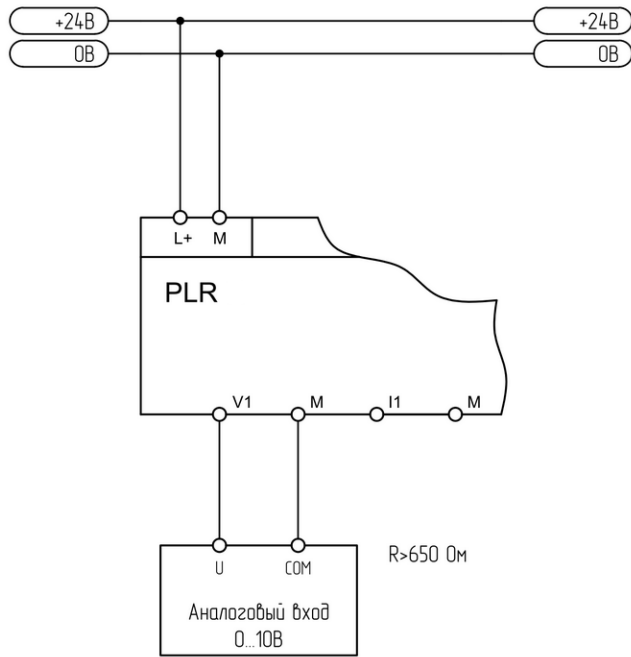 +24В +24В
0В 0В
L+ M
PLR
V1 M I1 M
U COM R>650 Ом
Аналоговый вход
0...10В